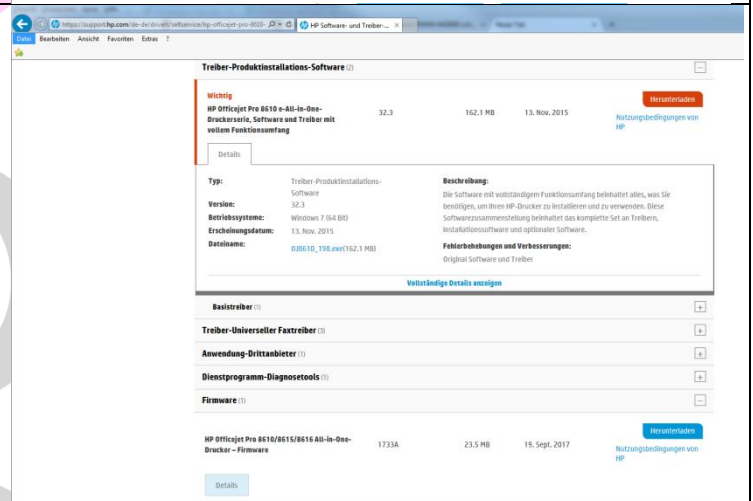 https://support.hp.com/de-de/drivers/selfservice/hp-officejet-pro-8610-
HP Software- und Treiber-...
Neuer Tab
Datei Bearbeiten Ansicht Favoriten Extras ?
Treiber-Produktinstallations-Software (2)
Wichtig
HP Officejet Pro 8610 e-All-in-One-
Druckerserie, Software und Treiber mit
vollem Funktionsumfang
32.3
162.1 MB
13. Nov. 2015
Herunterladen
Nutzungsbedingungen von
HP
Details
Typ: Treiber-Produktinstallations-
Software
Version: 32.3
Betriebssysteme: Windows 7 (64 Bit)
Erscheinungsdatum: 13. Nov. 2015
Dateiname: OJ8610_198.exe(162.1 MB)
Beschreibung:
Die Software mit vollständigem Funktionsumfang beinhaltet alles, was Sie
benötigen, um Ihren HP-Drucker zu installieren und zu verwenden. Diese
Softwarezusammenstellung beinhaltet das komplette Set an Treibern,
Installationssoftware und optionaler Software.
Fehlerbehebungen und Verbesserungen:
Original Software und Treiber
Vollständige Details anzeigen
Basistreiber (1)
Treiber-Universeller Faxtreiber (3)
Anwendung-Drittanbieter (1)
Dienstprogramm-Diagnosetools (1)
Firmware (1)
HP Officejet Pro 8610/8615/8616 All-in-One-
Drucker – Firmware
1733A
23.5 MB
19. Sept. 2017
Herunterladen
Nutzungsbedingungen von
HP
Details